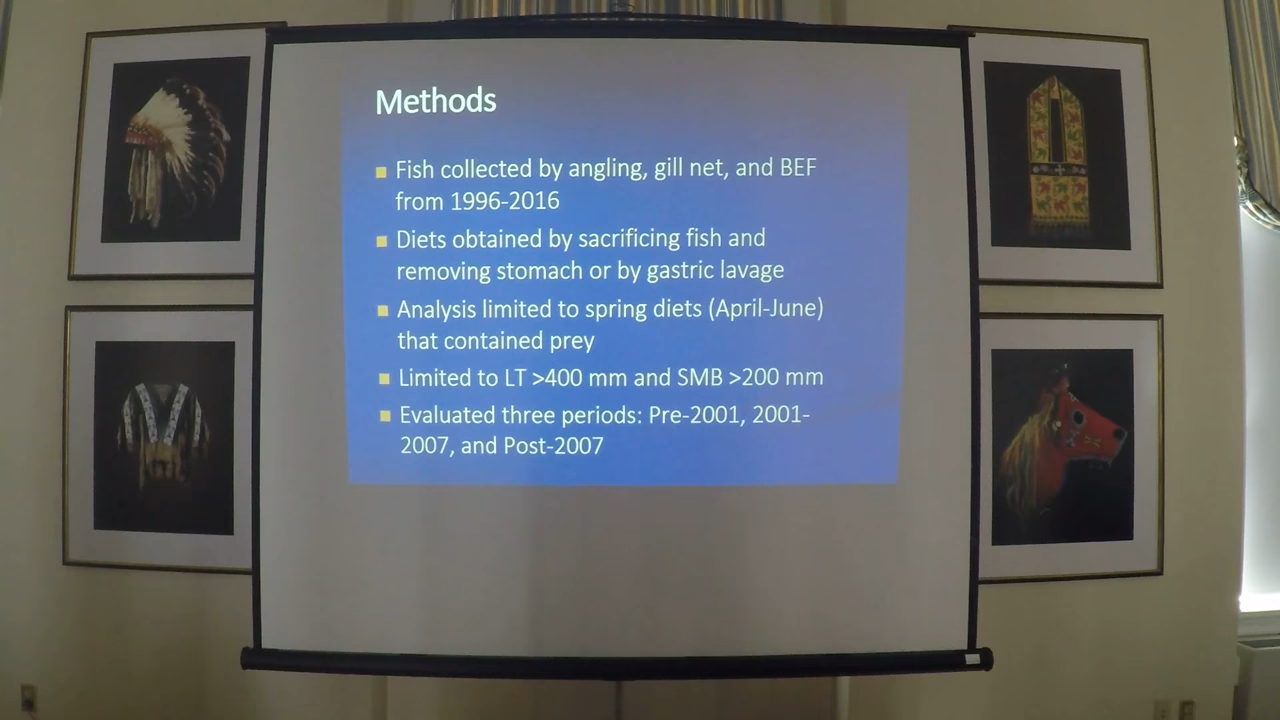 Methods
Fish collected by angling, gill net, and BEF
from 1996-2016
Diets obtained by sacrificing fish and
removing stomach or by gastric lavage
Analysis limited to spring diets (April-June)
that contained prey
Limited to LT >400 mm and SMB >200 mm
Evaluated three periods: Pre-2001, 2001-
2007, and Post-2007